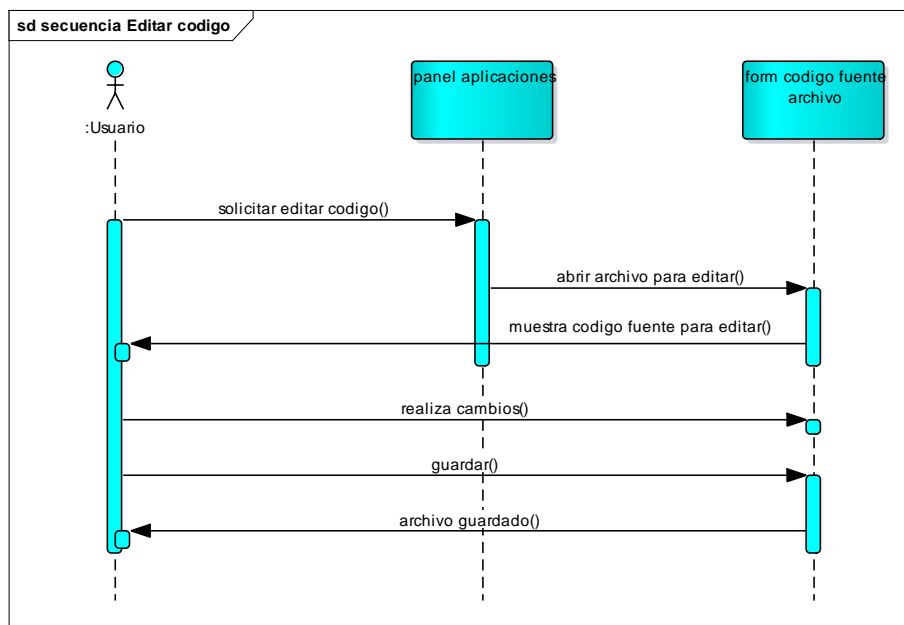 sd secuencia Editar codigo
:Usuario
panel aplicaciones
form codigo fuente
archivo
solicitar editar codigo()
abrir archivo para editar()
muestra codigo fuente para editar()
realiza cambios()
guardar()
archivo guardado()